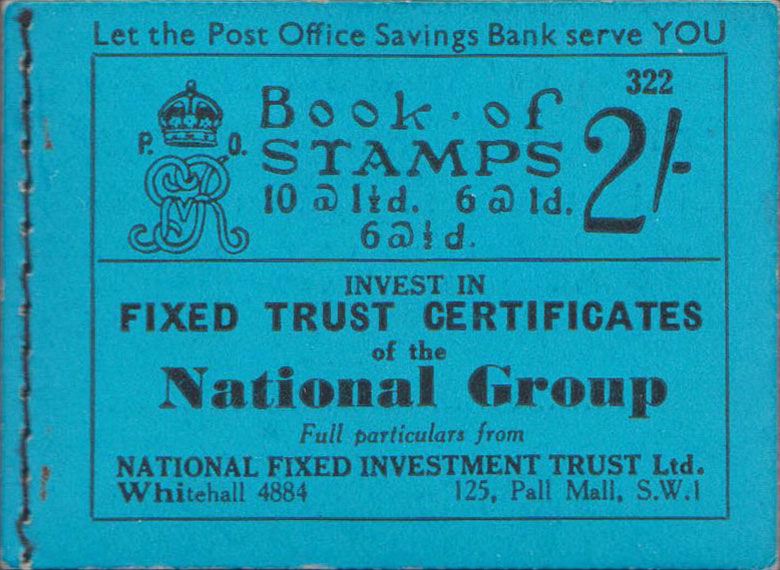 Let the Post Office Savings Bank serve YOU
322
P. O.
GRV
Book · of
STAMPS
2/-
10 @ 1½d. 6 @ 1d.
6 @ ½d.
INVEST IN
FIXED TRUST CERTIFICATES
of the
National Group
Full particulars from
NATIONAL FIXED INVESTMENT TRUST Ltd.
Whitehall 4884 125, Pall Mall, S.W.1